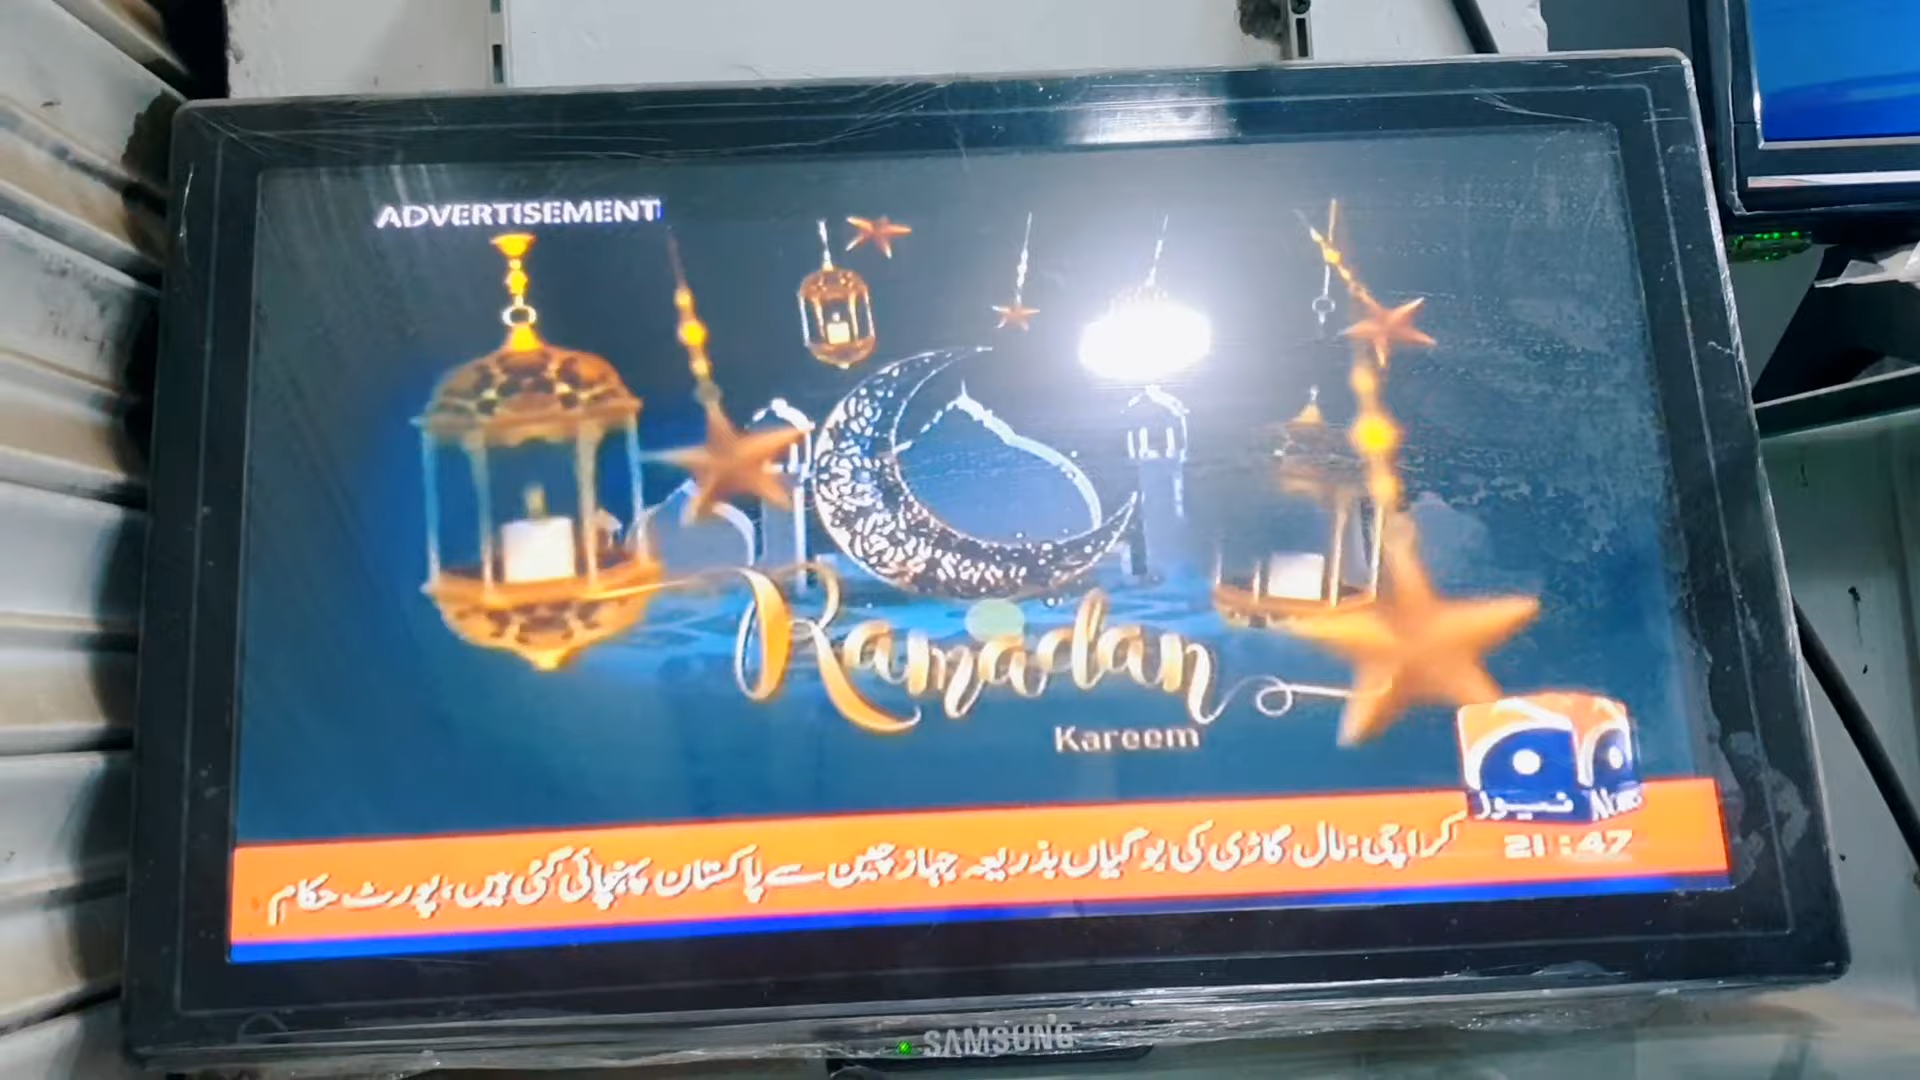 ADVERTISEMENT
Ramadan
Kareem
نیوز News
21:47
کراچی: مال گاڑی کی بوگیاں بذریعہ جہاز چین سے پاکستان پہنچائی گئی ہیں، پورٹ حکام
SAMSUNG